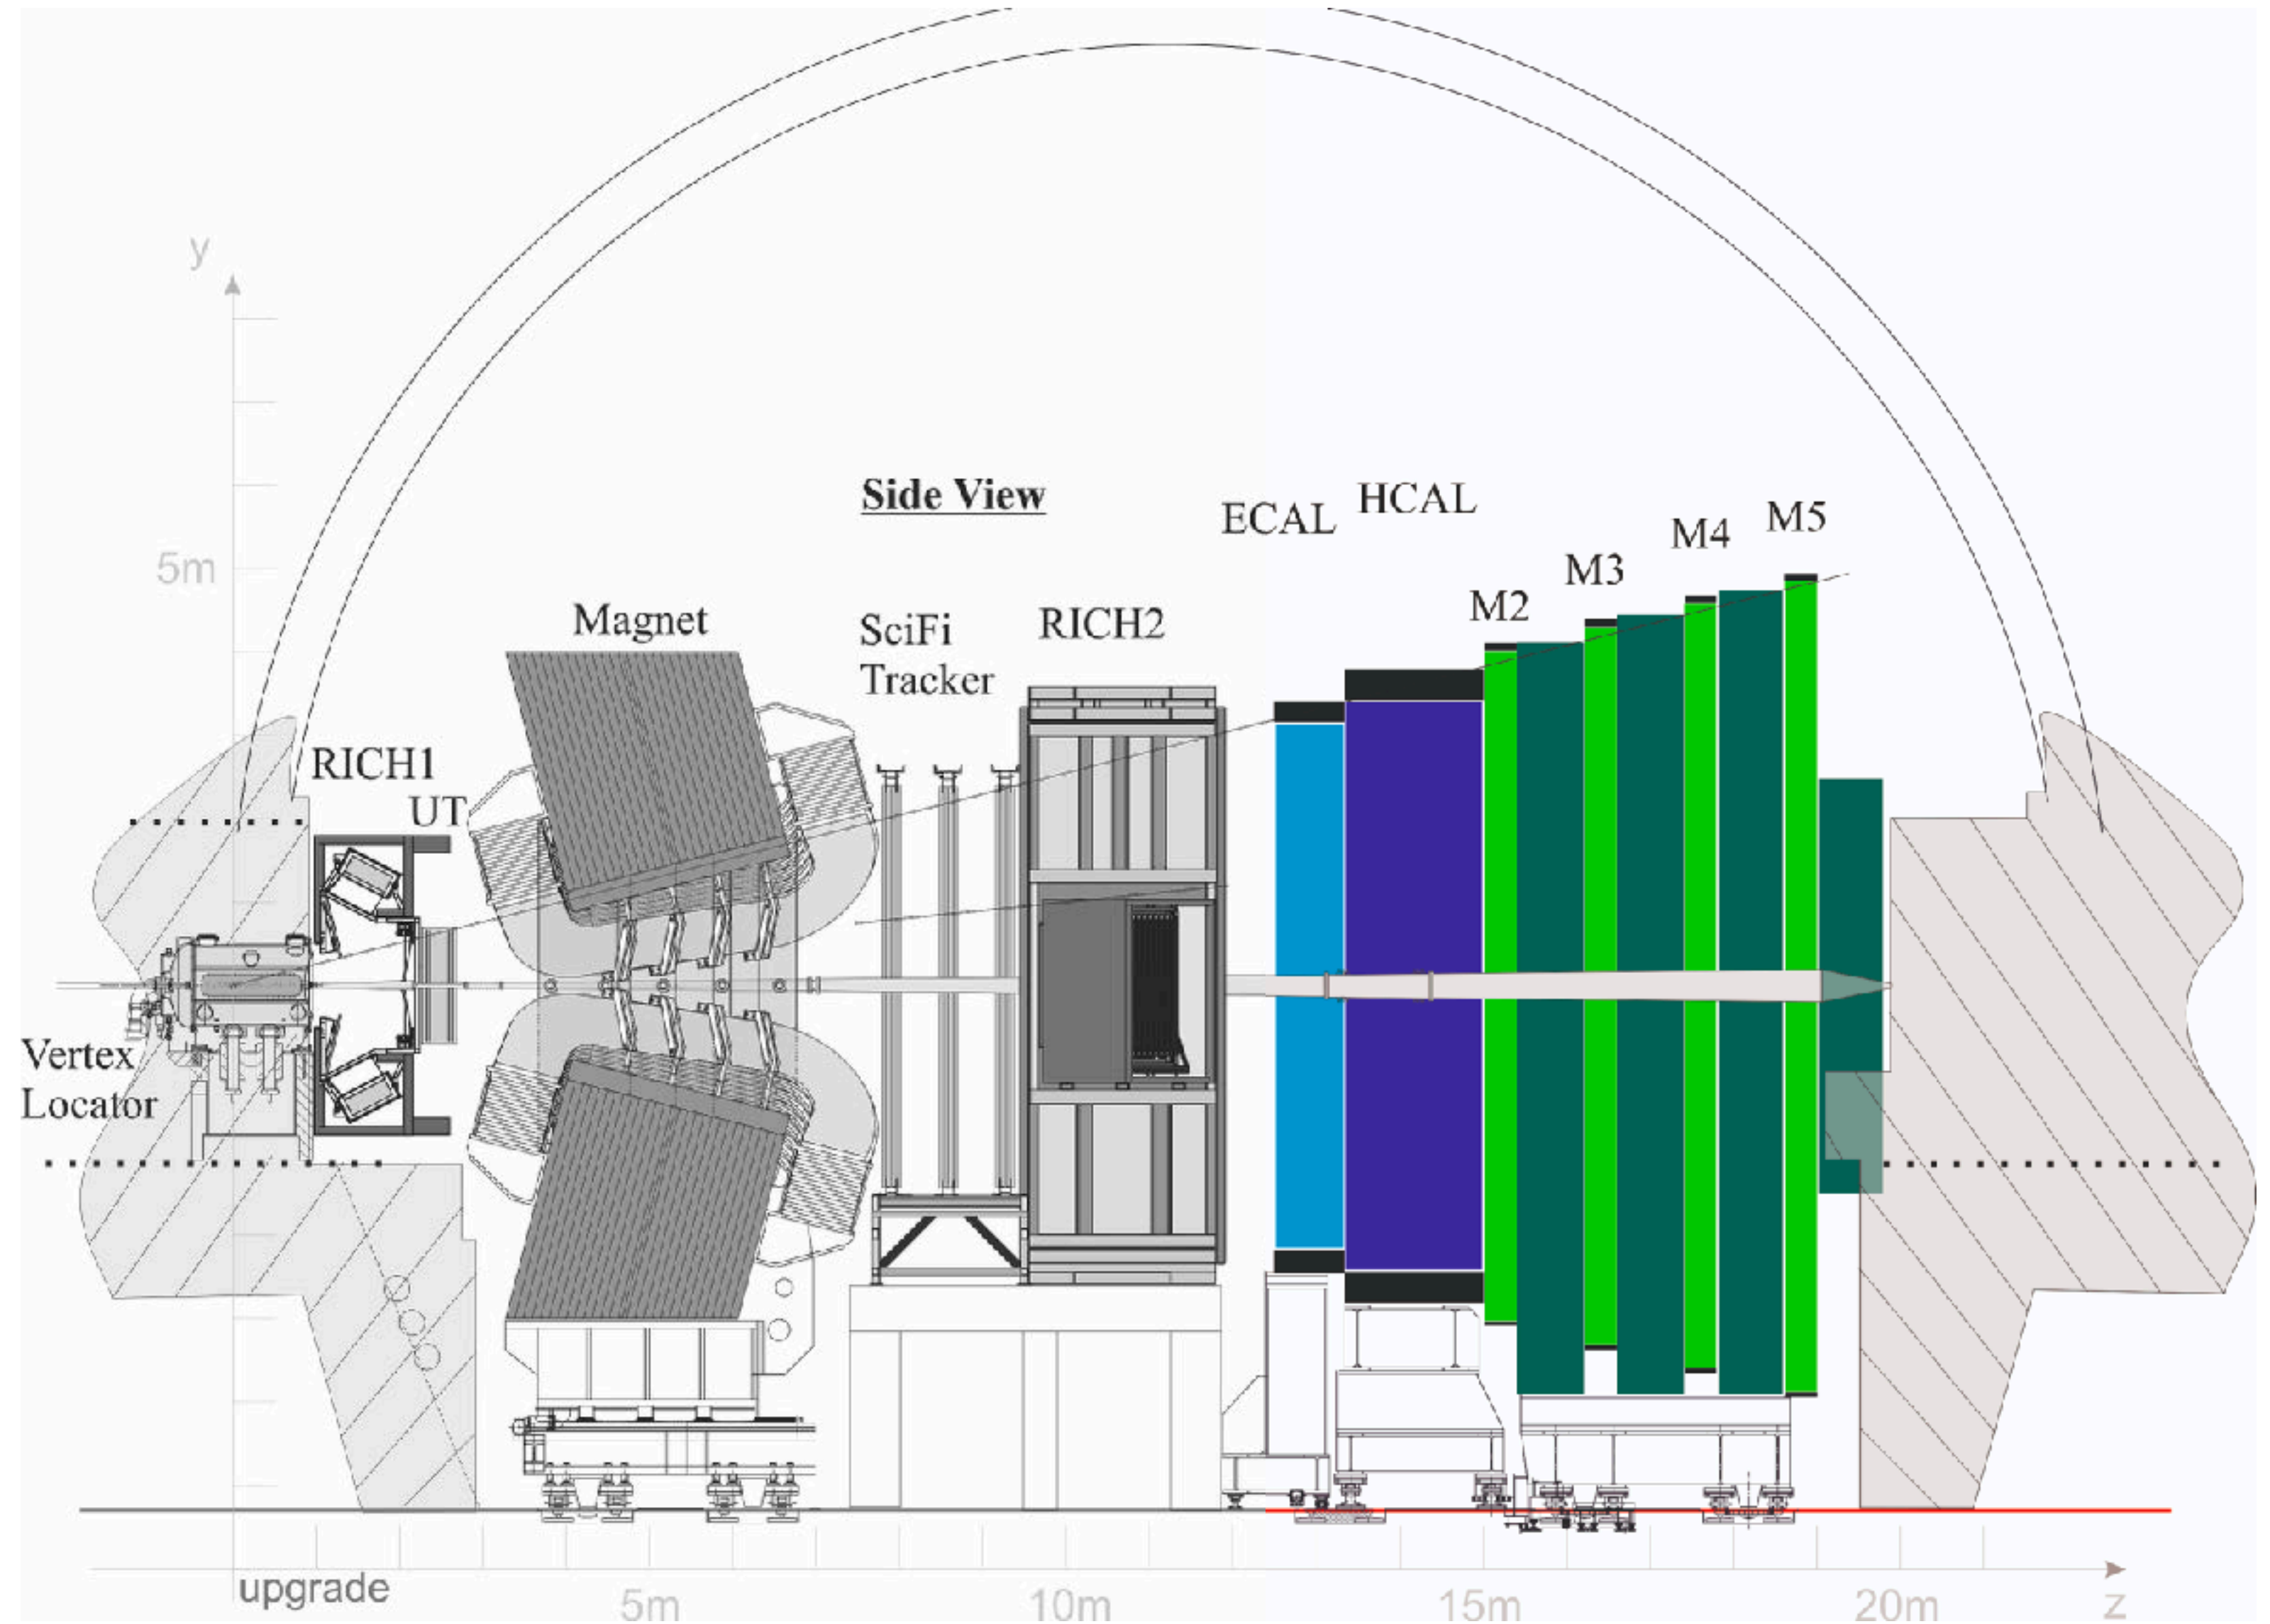 y
Side View
ECAL
HCAL
M5
M4
M3
M2
5m
Magnet
SciFi
Tracker
RICH2
RICH1
UT
Vertex
Locator
upgrade
5m
10m
15m
20m
z